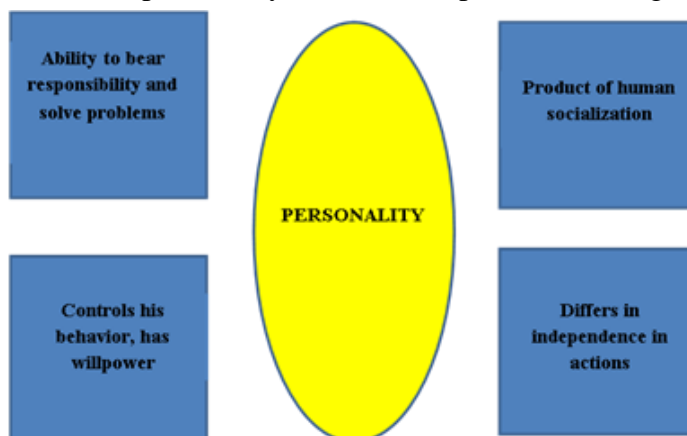 Ability to bear
responsibility and
solve problems
Product of human
socialization
PERSONALITY
Controls his
behavior, has
willpower
Differs in
independence in
actions